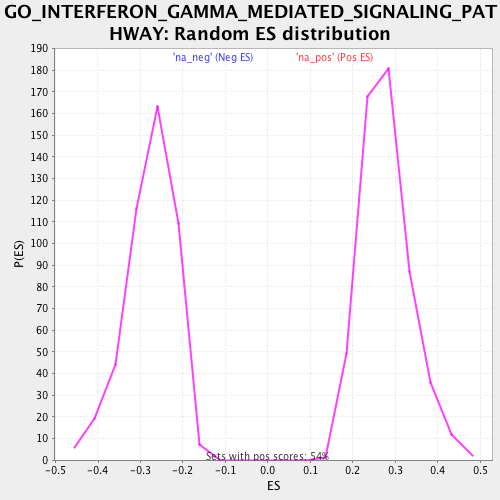 GO_INTERFERON_GAMMA_MEDIATED_SIGNALING_PAT
HWAY: Random ES distribution
'na_neg' (Neg ES) 'na_pos' (Pos ES)
190
180
170
160
150
140
130
120
110
100
90
80
70
60
50
40
30
20
10
0
P(ES)
Sets with pos scores: 54%
-0.5 -0.4 -0.3 -0.2 -0.1 0.0 0.1 0.2 0.3 0.4 0.5
ES